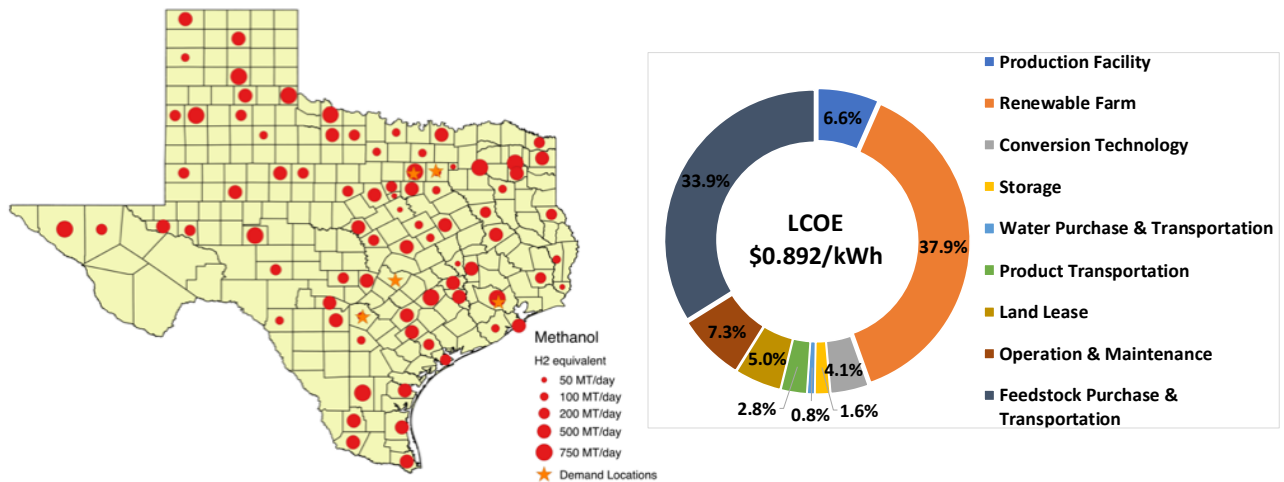 Methanol
H2 equivalent
50 MT/day
100 MT/day
200 MT/day
500 MT/day
750 MT/day
Demand Locations
6.6%
33.9%
37.9%
LCOE
$0.892/kWh
7.3%
5.0%
4.1%
2.8%
0.8%
1.6%
Production Facility
Renewable Farm
Conversion Technology
Storage
Water Purchase & Transportation
Product Transportation
Land Lease
Operation & Maintenance
Feedstock Purchase &
Transportation